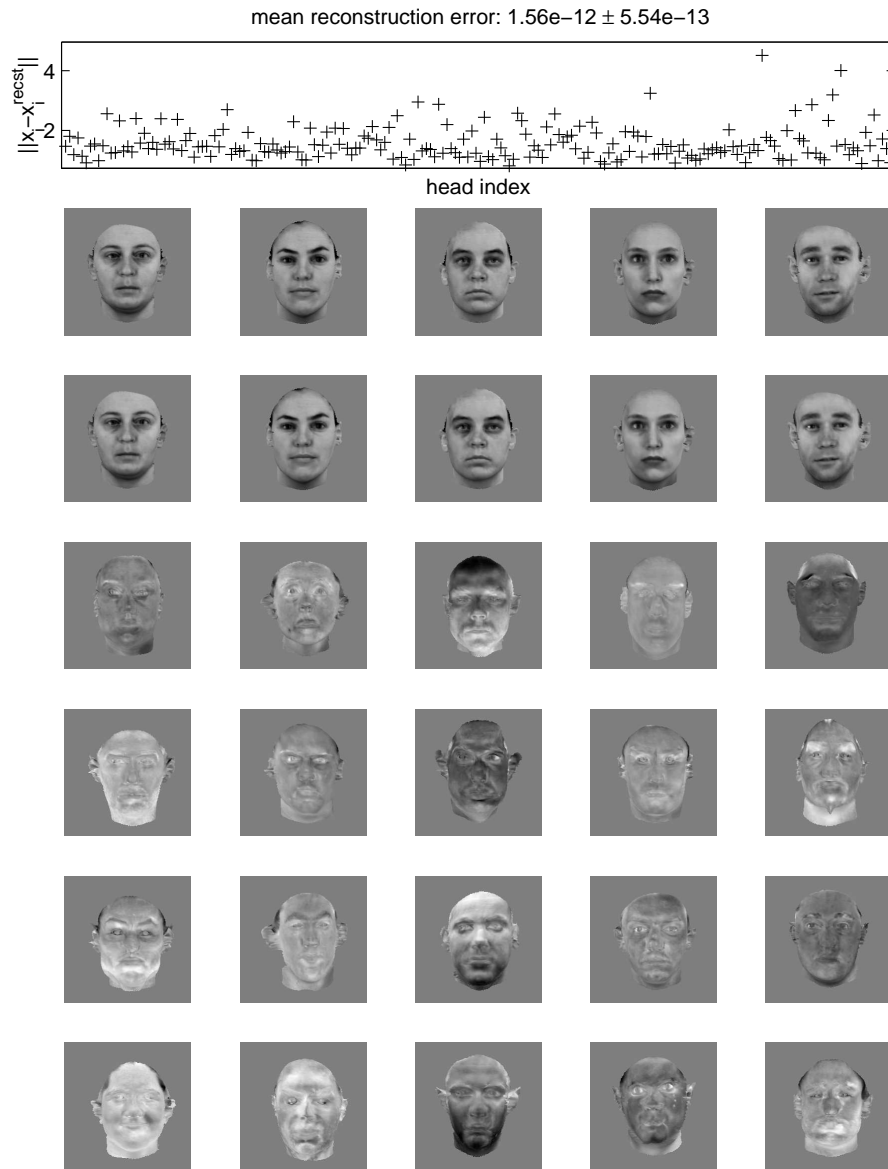 mean reconstruction error: 1.56e−12 ± 5.54e−13
4
2
||x_i−x_i^{recst}||
head index